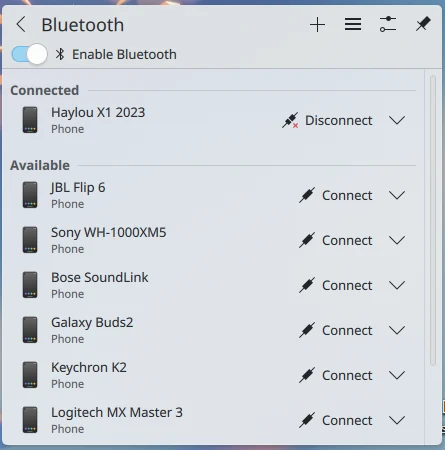 Bluetooth
Enable Bluetooth
Connected
Haylou X1 2023
Phone
Disconnect
Available
JBL Flip 6
Phone
Connect
Sony WH-1000XM5
Phone
Connect
Bose SoundLink
Phone
Connect
Galaxy Buds2
Phone
Connect
Keychron K2
Phone
Connect
Logitech MX Master 3
Phone
Connect